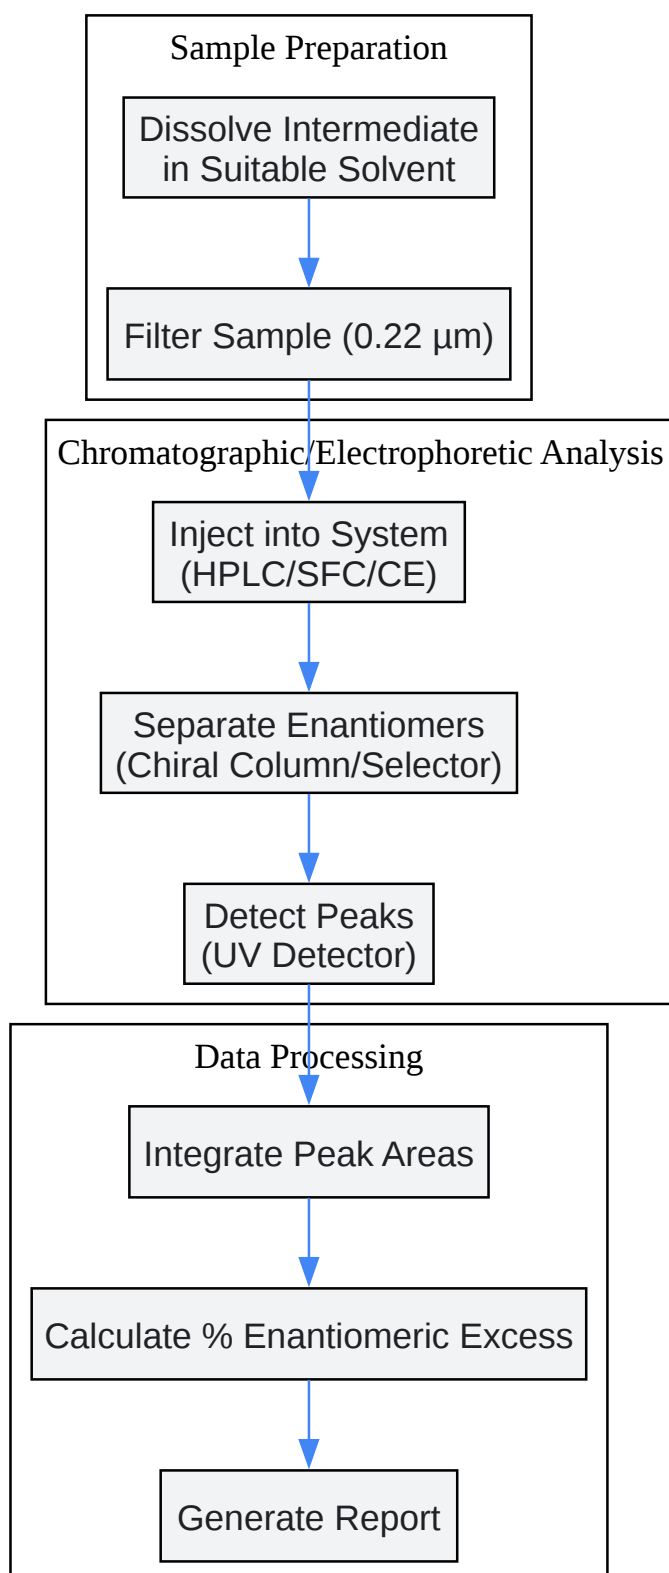 Sample Preparation
Dissolve Intermediate
in Suitable Solvent
Filter Sample (0.22 µm)
Chromatographic/Electrophoretic Analysis
Inject into System
(HPLC/SFC/CE)
Separate Enantiomers
(Chiral Column/Selector)
Detect Peaks
(UV Detector)
Data Processing
Integrate Peak Areas
Calculate % Enantiomeric Excess
Generate Report